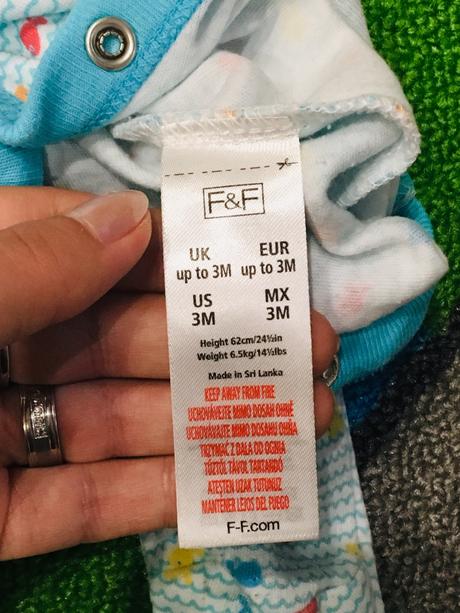 F&F
UK EUR
up to 3M up to 3M
US MX
3M 3M
Height 62cm/24½in
Weight 6.5kg/14½lbs
Made in Sri Lanka
KEEP AWAY FROM FIRE
UCHOVÁVEJTE MIMO DOSAH OHNĚ
UCHOVÁVAJTE MIMO DOSAHU OHŇA
TRZYMAĆ Z DALA OD OGNIA
TŰZTŐL TÁVOL TARTANDÓ
ATEŞTEN UZAK TUTUNUZ
MANTENER LEJOS DEL FUEGO
F-F.com